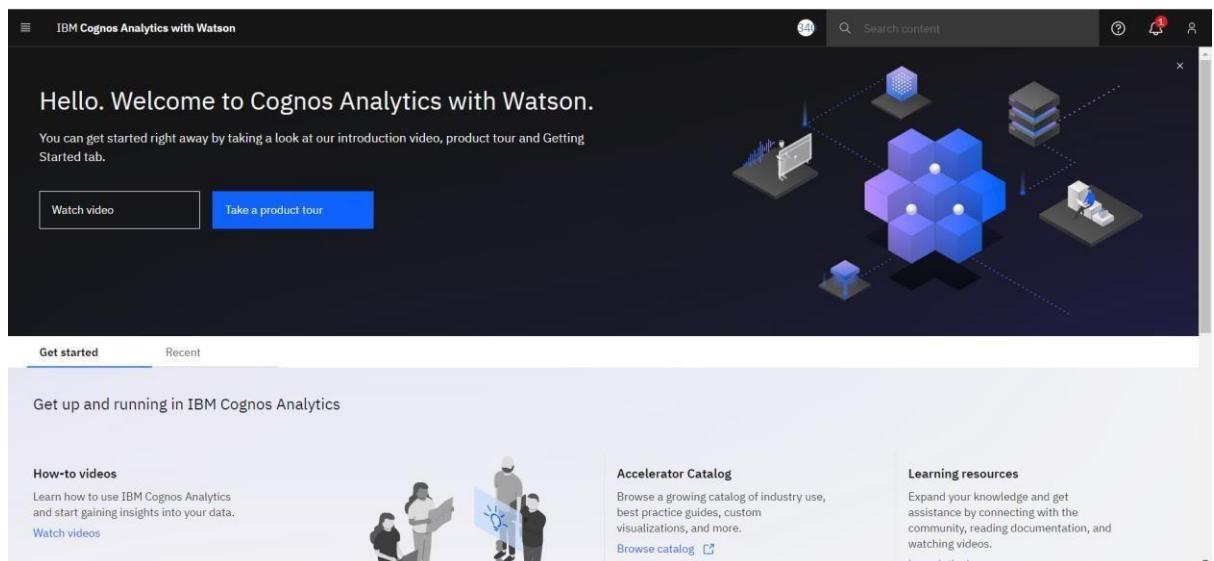 IBM Cognos Analytics with Watson
Search content
1
Hello. Welcome to Cognos Analytics with Watson.
You can get started right away by taking a look at our introduction video, product tour and Getting
Started tab.
Watch video
Take a product tour
Get started
Recent
Get up and running in IBM Cognos Analytics
How-to videos
Learn how to use IBM Cognos Analytics
and start gaining insights into your data.
Watch videos
Accelerator Catalog
Browse a growing catalog of industry use,
best practice guides, custom
visualizations, and more.
Browse catalog
Learning resources
Expand your knowledge and get
assistance by connecting with the
community, reading documentation, and
watching videos.